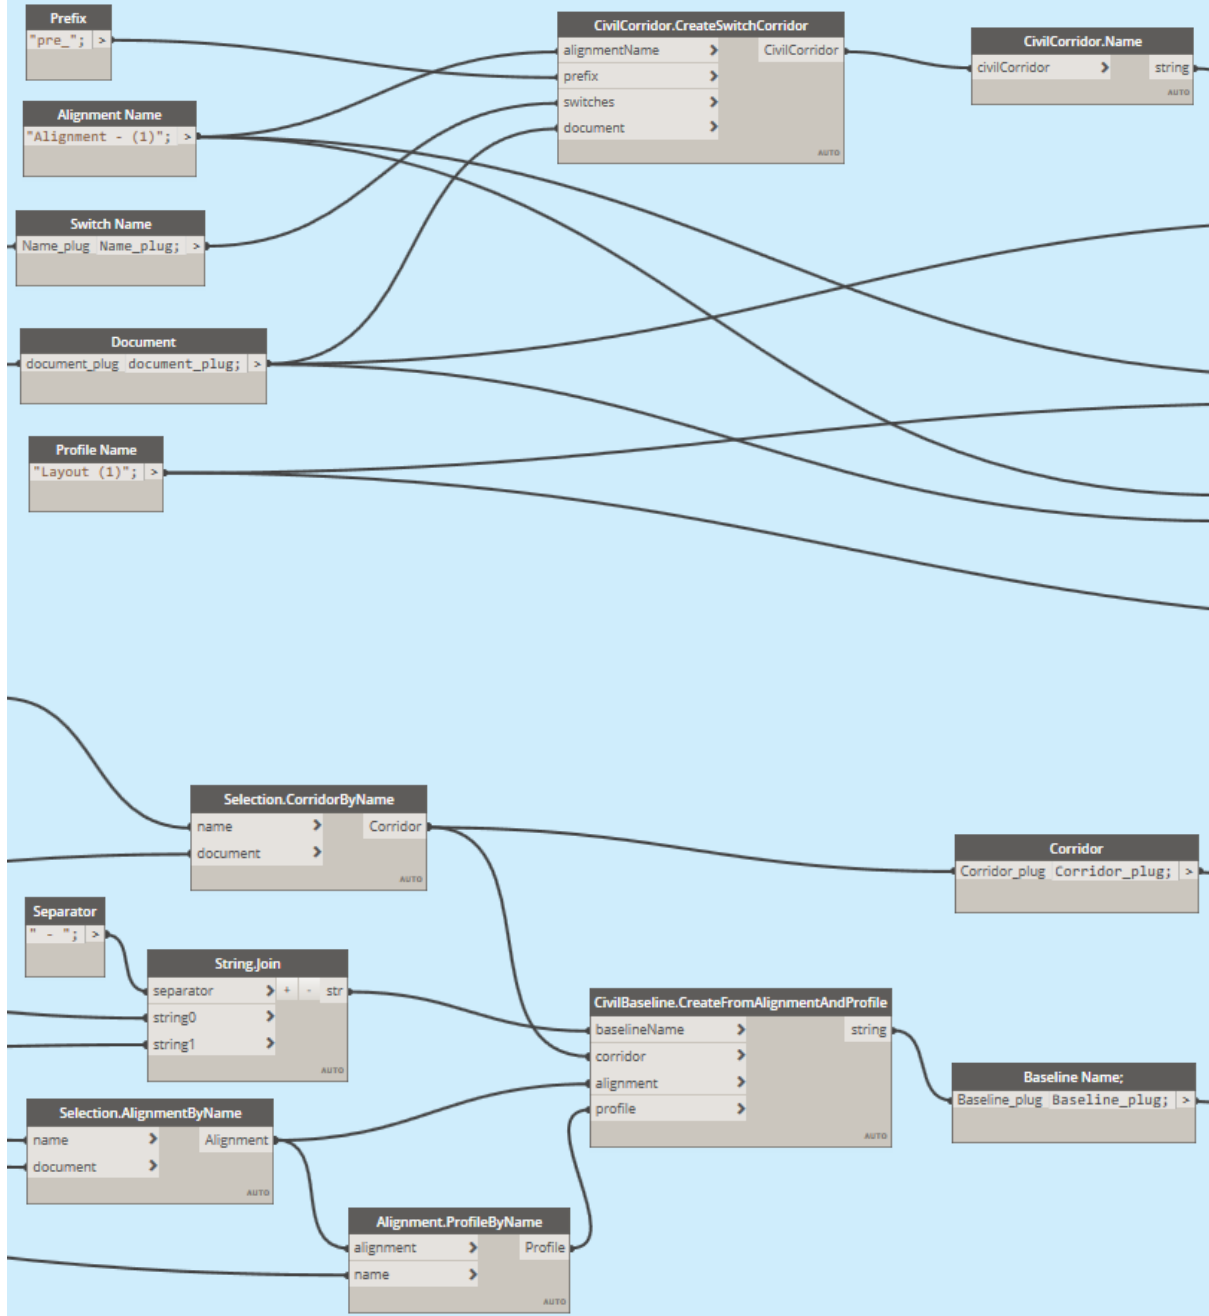 Prefix
"pre_"; >
CivilCorridor.CreateSwitchCorridor
alignmentName > CivilCorridor
prefix >
switches >
document >
AUTO
CivilCorridor.Name
civilCorridor > string
AUTO
Alignment Name
"Alignment - (1)"; >
Switch Name
Name_plug Name_plug; >
Document
document_plug document_plug; >
Profile Name
"Layout (1)"; >
Selection.CorridorByName
name > Corridor
document >
AUTO
Corridor
Corridor_plug Corridor_plug; >
Separator
" - "; >
String.Join
separator > + - str
string0 >
string1 >
AUTO
CivilBaseline.CreateFromAlignmentAndProfile
baselineName > string
corridor >
alignment >
profile >
AUTO
Baseline Name;
Baseline_plug Baseline_plug; >
Selection.AlignmentByName
name > Alignment
document >
AUTO
Alignment.ProfileByName
alignment > Profile
name >
AUTO